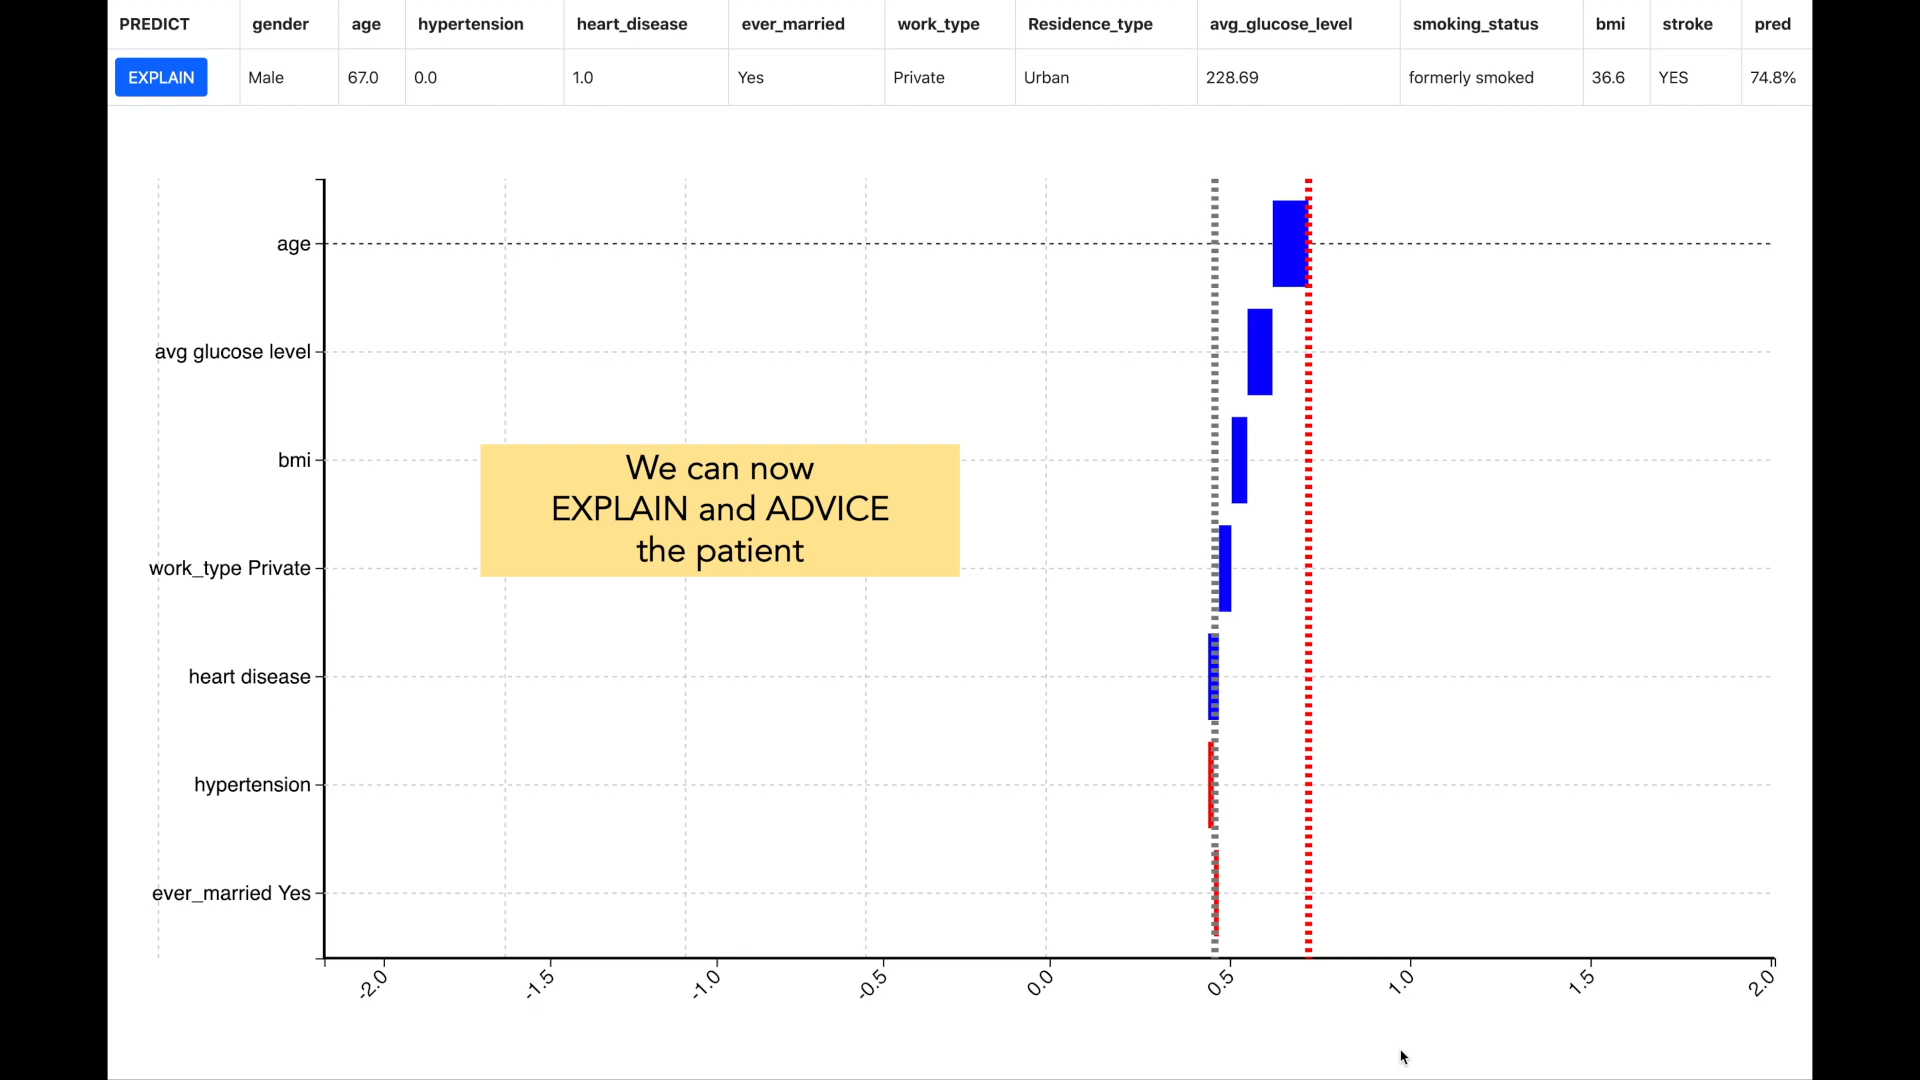 PREDICT gender age hypertension heart_disease ever_married work_type Residence_type avg_glucose_level smoking_status bmi stroke pred
EXPLAIN Male 67.0 0.0 1.0 Yes Private Urban 228.69 formerly smoked 36.6 YES 74.8%
age
avg glucose level
bmi
We can now
EXPLAIN and ADVICE
the patient
work_type Private
heart disease
hypertension
ever_married Yes
-2.0 -1.5 -1.0 -0.5 0.0 0.5 1.0 1.5 2.0